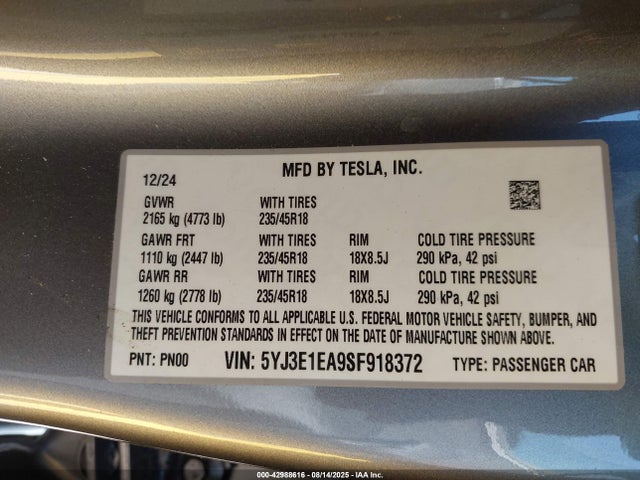 MFD BY TESLA, INC.
12/24
GVWR WITH TIRES
2165 kg (4773 lb) 235/45R18
GAWR FRT WITH TIRES RIM COLD TIRE PRESSURE
1110 kg (2447 lb) 235/45R18 18X8.5J 290 kPa, 42 psi
GAWR RR WITH TIRES RIM COLD TIRE PRESSURE
1260 kg (2778 lb) 235/45R18 18X8.5J 290 kPa, 42 psi
THIS VEHICLE CONFORMS TO ALL APPLICABLE U.S. FEDERAL MOTOR VEHICLE SAFETY, BUMPER, AND
THEFT PREVENTION STANDARDS IN EFFECT ON THE DATE OF MANUFACTURE SHOWN ABOVE.
PNT: PN00 VIN: 5YJ3E1EA9SF918372 TYPE: PASSENGER CAR
000-42988616 - 08/14/2025 - IAA Inc.